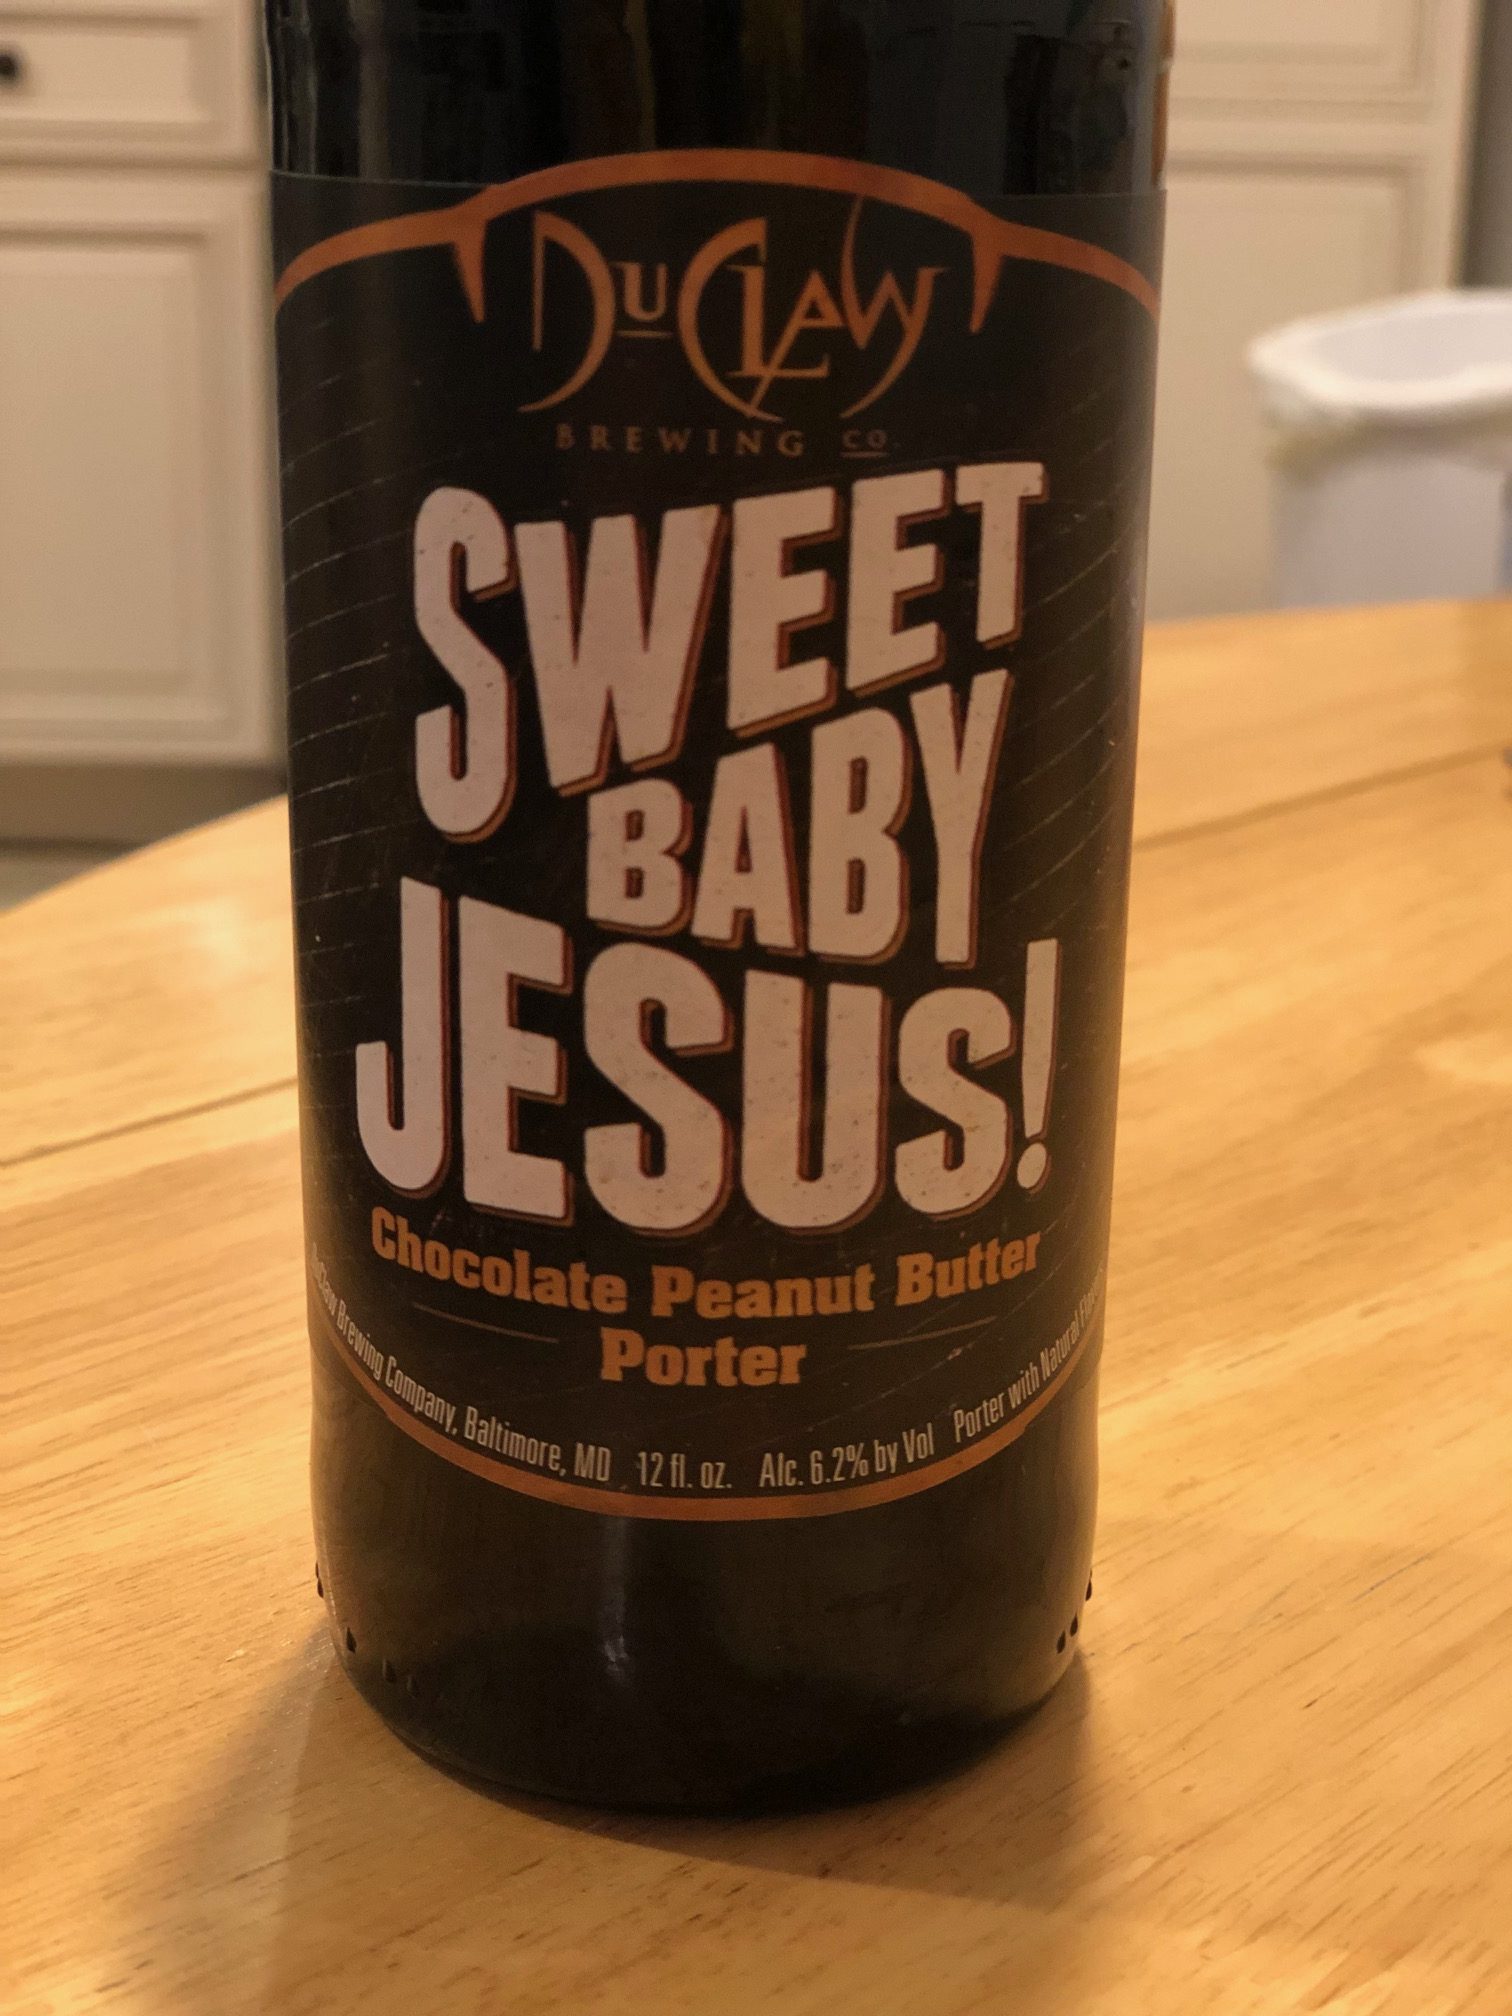 DUCLAW
BREWING CO.
SWEET
BABY
JESUS!
Chocolate Peanut Butter
Porter
Brewing Company, Baltimore, MD 12 fl. oz. Alc. 6.2% by Vol Porter with Natural